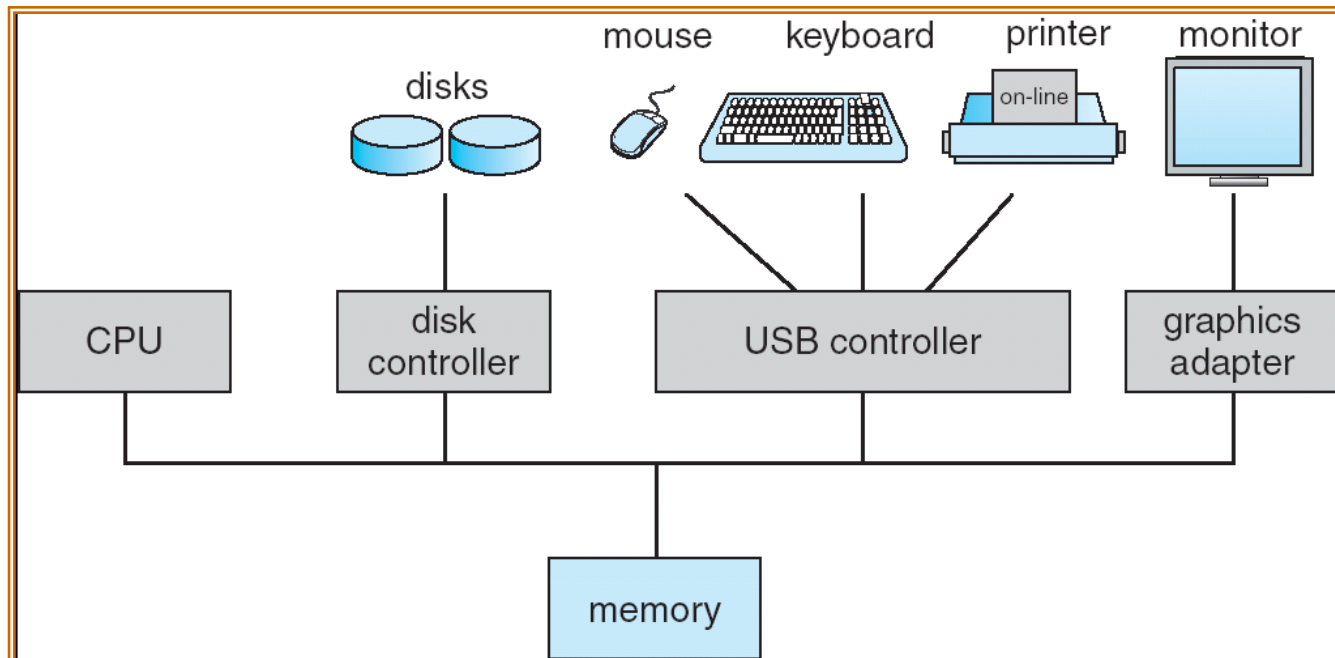 mouse
keyboard
printer
monitor
disks
on-line
CPU
disk
controller
USB controller
graphics
adapter
memory